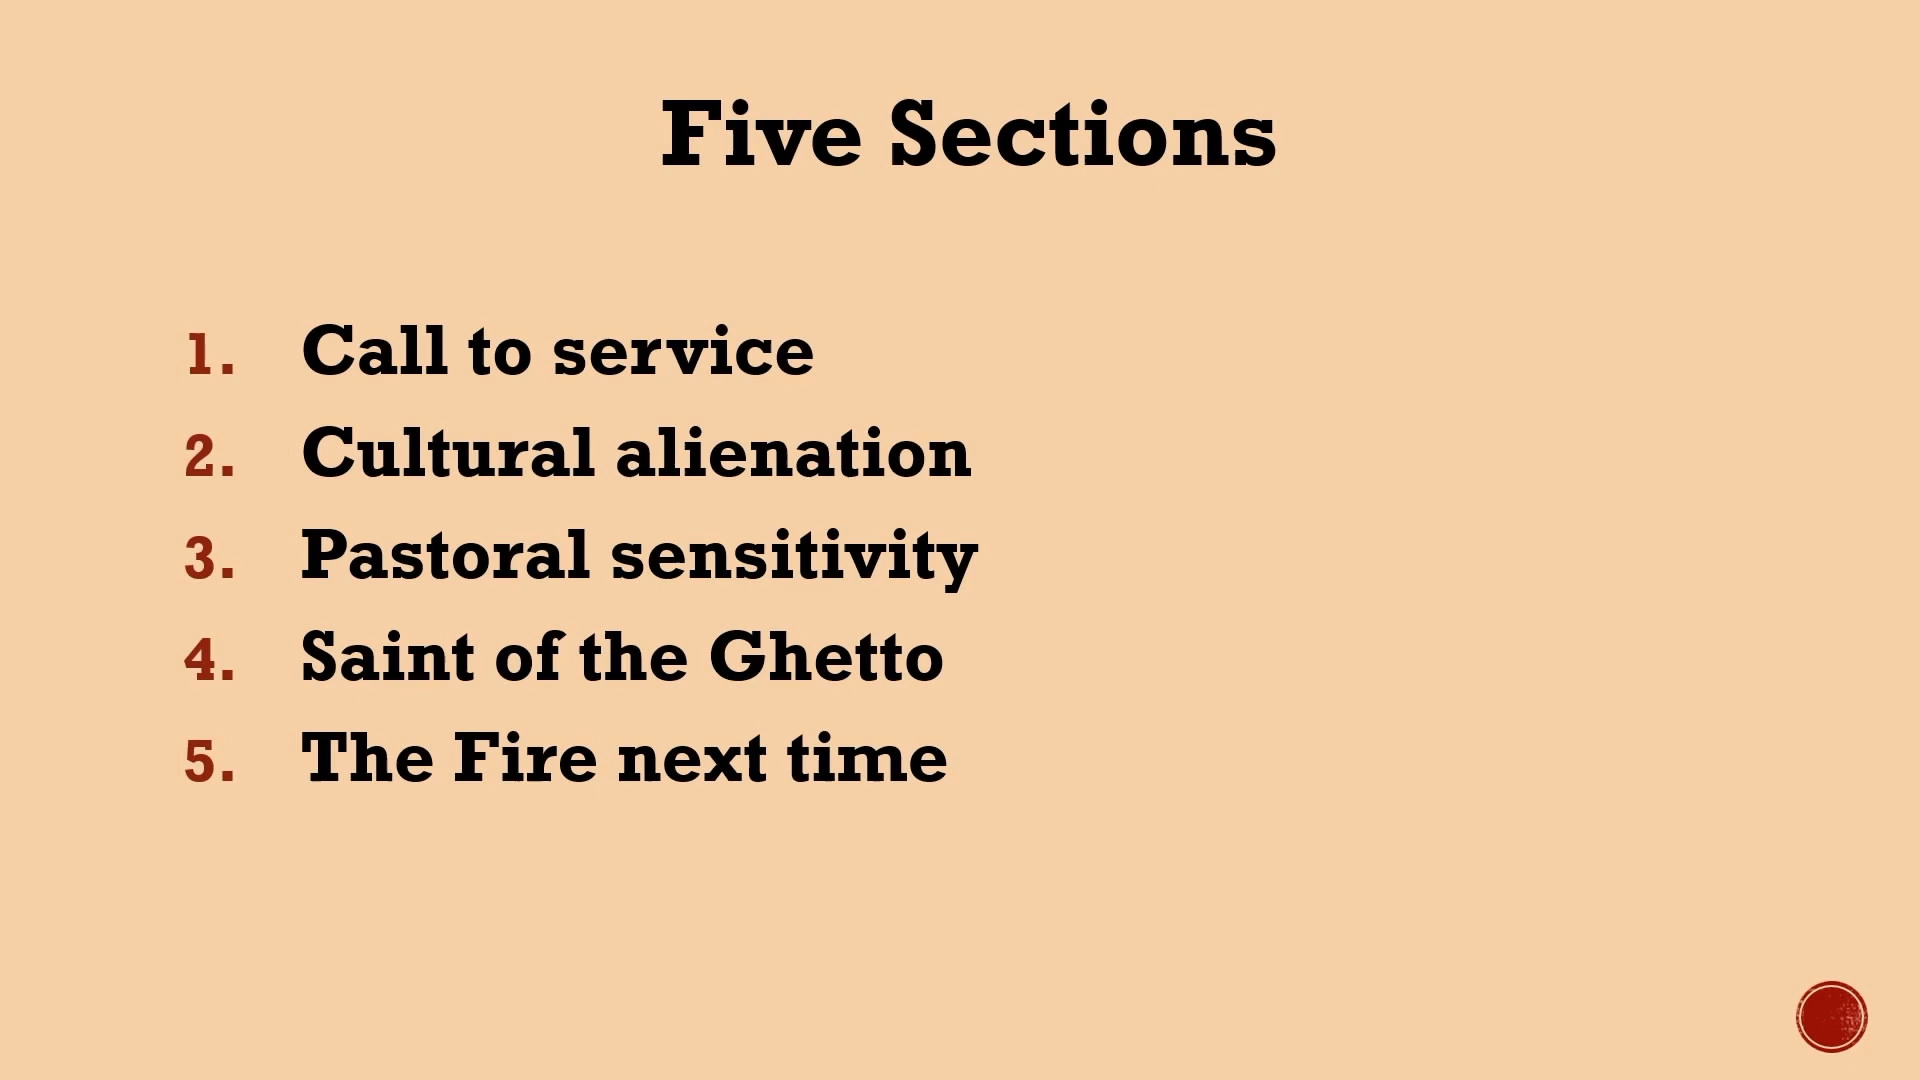 Five Sections
1. Call to service
2. Cultural alienation
3. Pastoral sensitivity
4. Saint of the Ghetto
5. The Fire next time